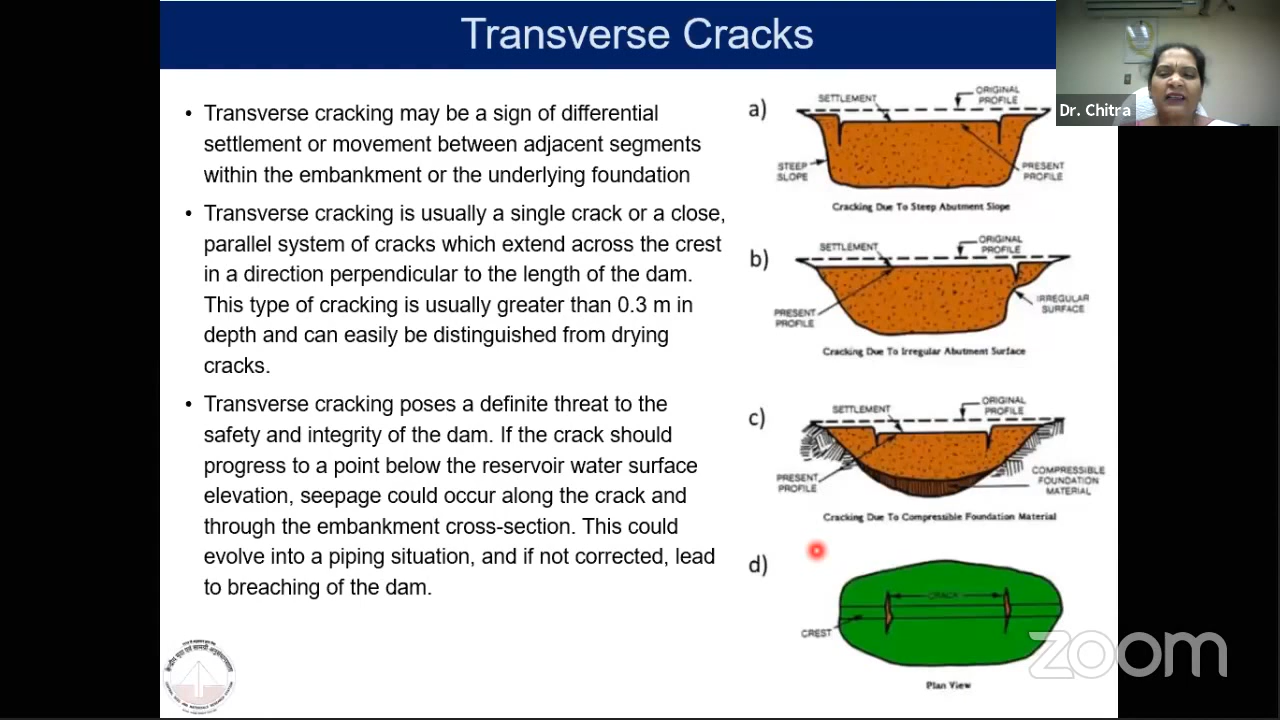 Transverse Cracks
Dr. Chitra
• Transverse cracking may be a sign of differential
settlement or movement between adjacent segments
within the embankment or the underlying foundation
• Transverse cracking is usually a single crack or a close,
parallel system of cracks which extend across the crest
in a direction perpendicular to the length of the dam.
This type of cracking is usually greater than 0.3 m in
depth and can easily be distinguished from drying
cracks.
• Transverse cracking poses a definite threat to the
safety and integrity of the dam. If the crack should
progress to a point below the reservoir water surface
elevation, seepage could occur along the crack and
through the embankment cross-section. This could
evolve into a piping situation, and if not corrected, lead
to breaching of the dam.
a)
SETTLEMENT
ORIGINAL
PROFILE
STEEP
SLOPE
PRESENT
PROFILE
Cracking Due To Steep Abutment Slope
b)
SETTLEMENT
ORIGINAL
PROFILE
PRESENT
PROFILE
IRREGULAR
SURFACE
Cracking Due To Irregular Abutment Surface
c)
SETTLEMENT
ORIGINAL
PROFILE
PRESENT
PROFILE
COMPRESSIBLE
FOUNDATION
MATERIAL
Cracking Due To Compressible Foundation Material
d)
CRACK
CREST
Plan View
zoom